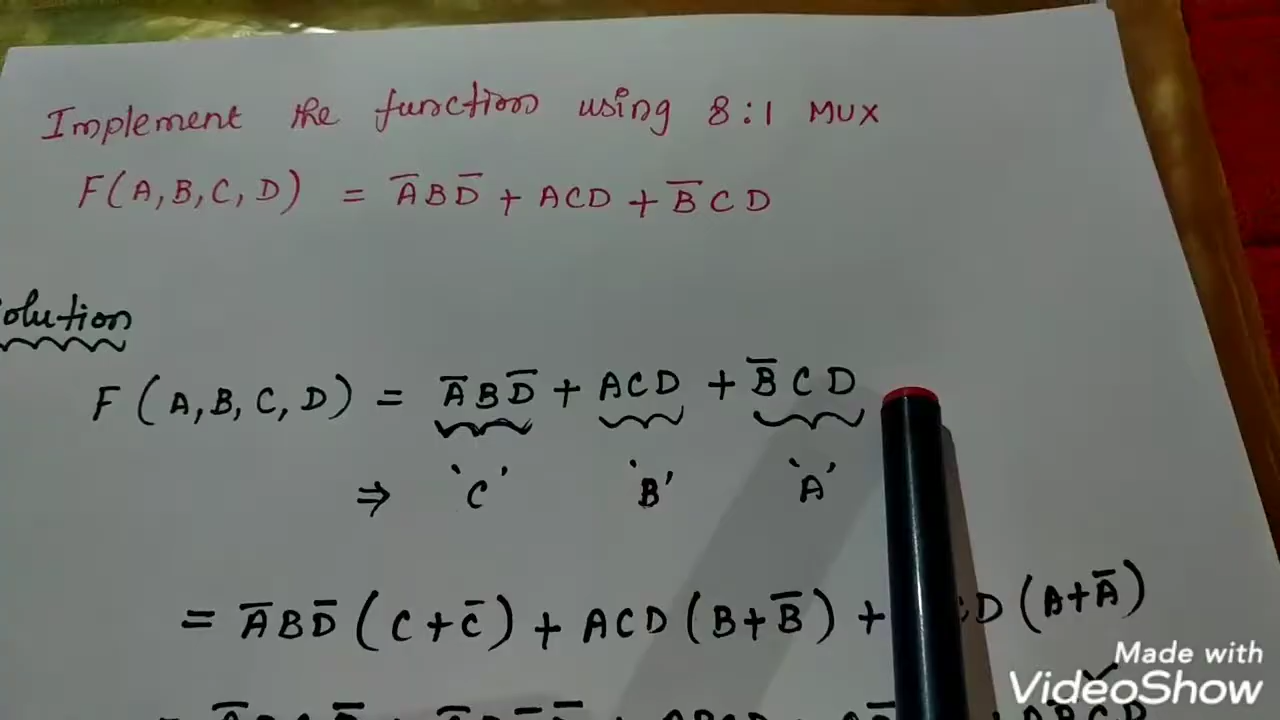 Implement the function using 8:1 MUX
F(A,B,C,D) = A̅BD̅ + ACD + B̅CD
olution
F(A,B,C,D) = A̅BD̅ + ACD + B̅CD
⇒ 'C' 'B' 'A'
= A̅BD̅(C+C̅) + ACD(B+B̅) + CD(A+A̅)
Made with
VideoShow